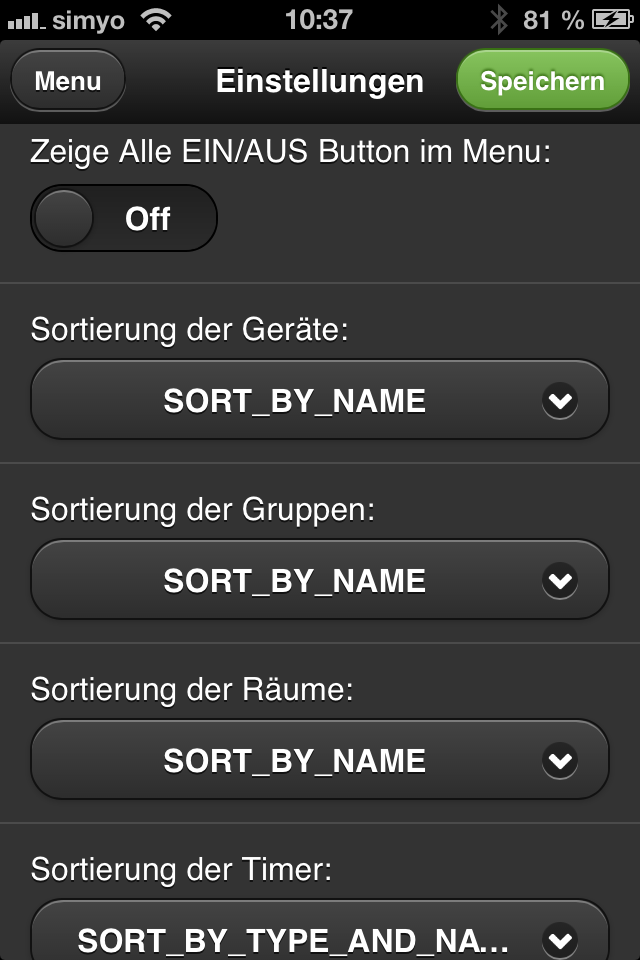 simyo 10:37 81 %
Menu Einstellungen Speichern
Zeige Alle EIN/AUS Button im Menu:
Off
Sortierung der Geräte:
SORT_BY_NAME
Sortierung der Gruppen:
SORT_BY_NAME
Sortierung der Räume:
SORT_BY_NAME
Sortierung der Timer:
SORT_BY_TYPE_AND_NA...